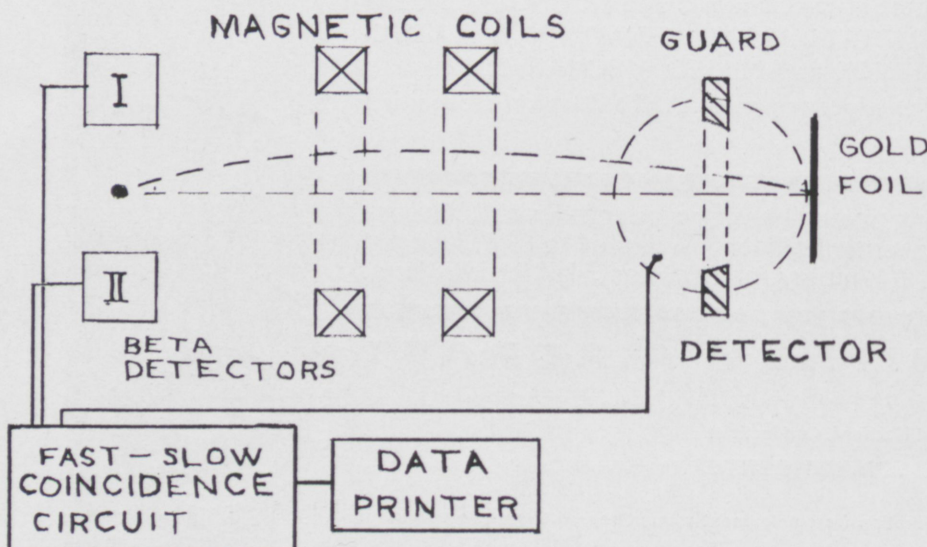 MAGNETIC COILS
GUARD
I
GOLD
FOIL
II
BETA
DETECTORS
DETECTOR
FAST-SLOW
COINCIDENCE
CIRCUIT
DATA
PRINTER